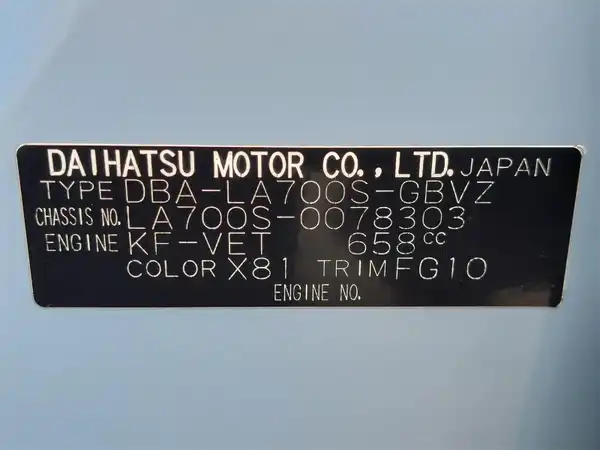 DAIHATSU MOTOR CO., LTD. JAPAN
TYPE DBA-LA700S-GBVZ
CHASSIS NO. LA700S-0078303
ENGINE KF-VET 658cc
COLOR X81 TRIM FG10
ENGINE NO.